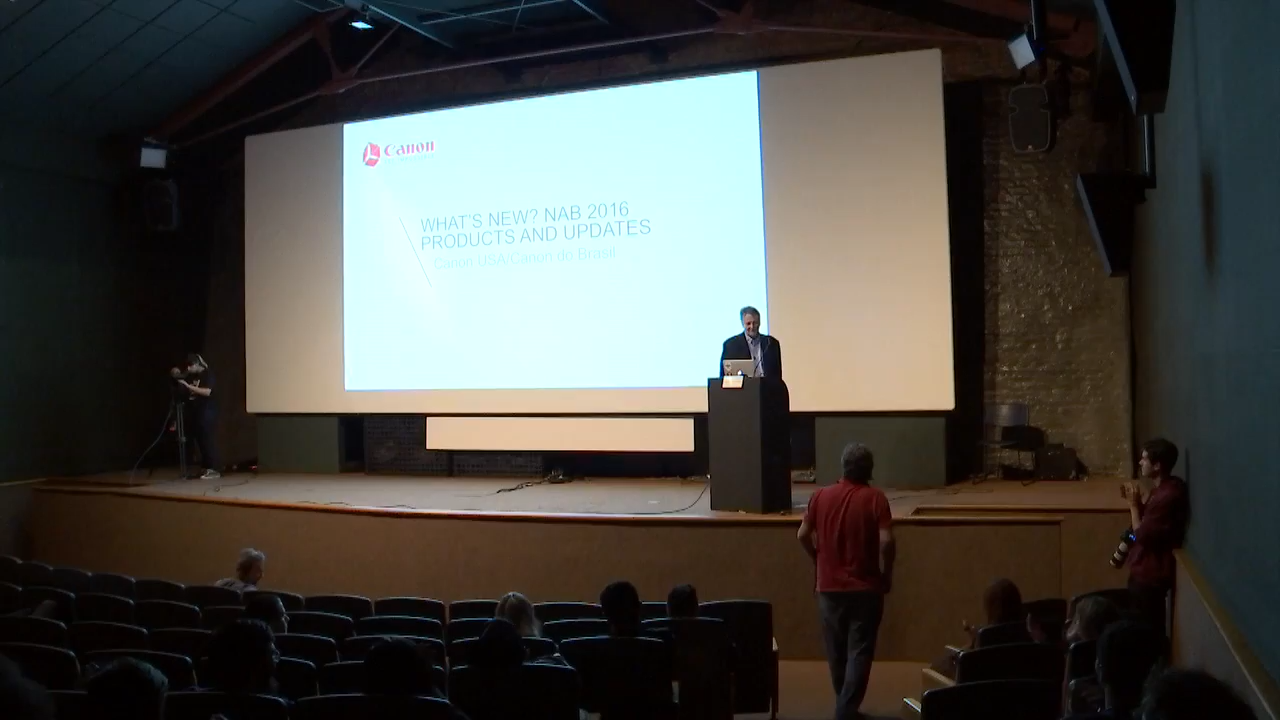 Canon
WHAT'S NEW? NAB 2016
PRODUCTS AND UPDATES
Canon USA/Canon do Brasil